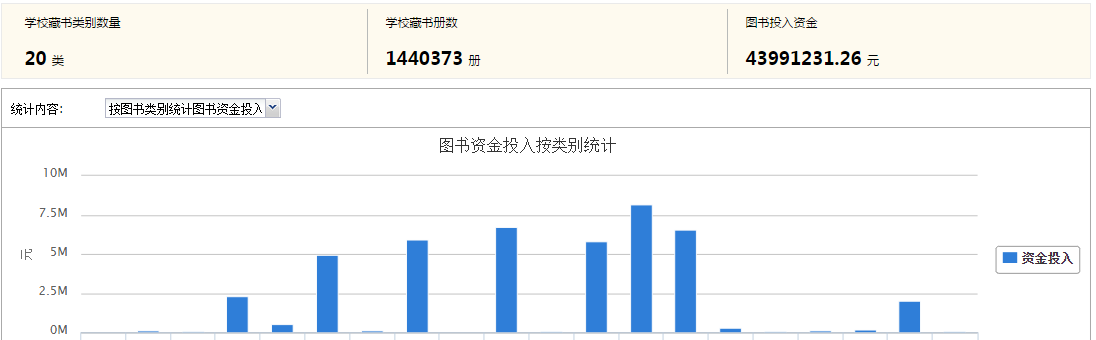 学校藏书类别数量
20 类
学校藏书册数
1440373 册
图书投入资金
43991231.26 元
统计内容：
按图书类别统计图书资金投入
图书资金投入按类别统计
10M
7.5M
5M
2.5M
0M
元
资金投入